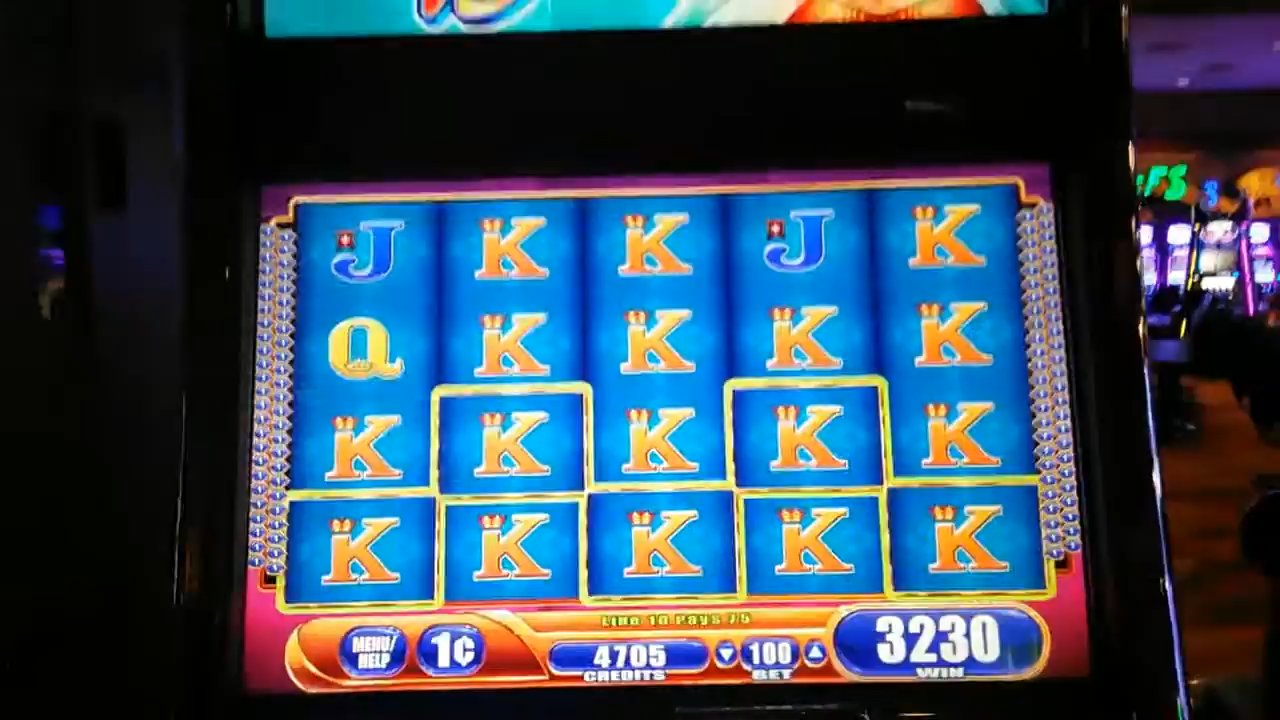 J K K J K
Q K K K K
K K K K K
K K K K K
Line 10 Pays 75
MENU/ 1¢ 4705 100 3230
HELP CREDITS BET WIN